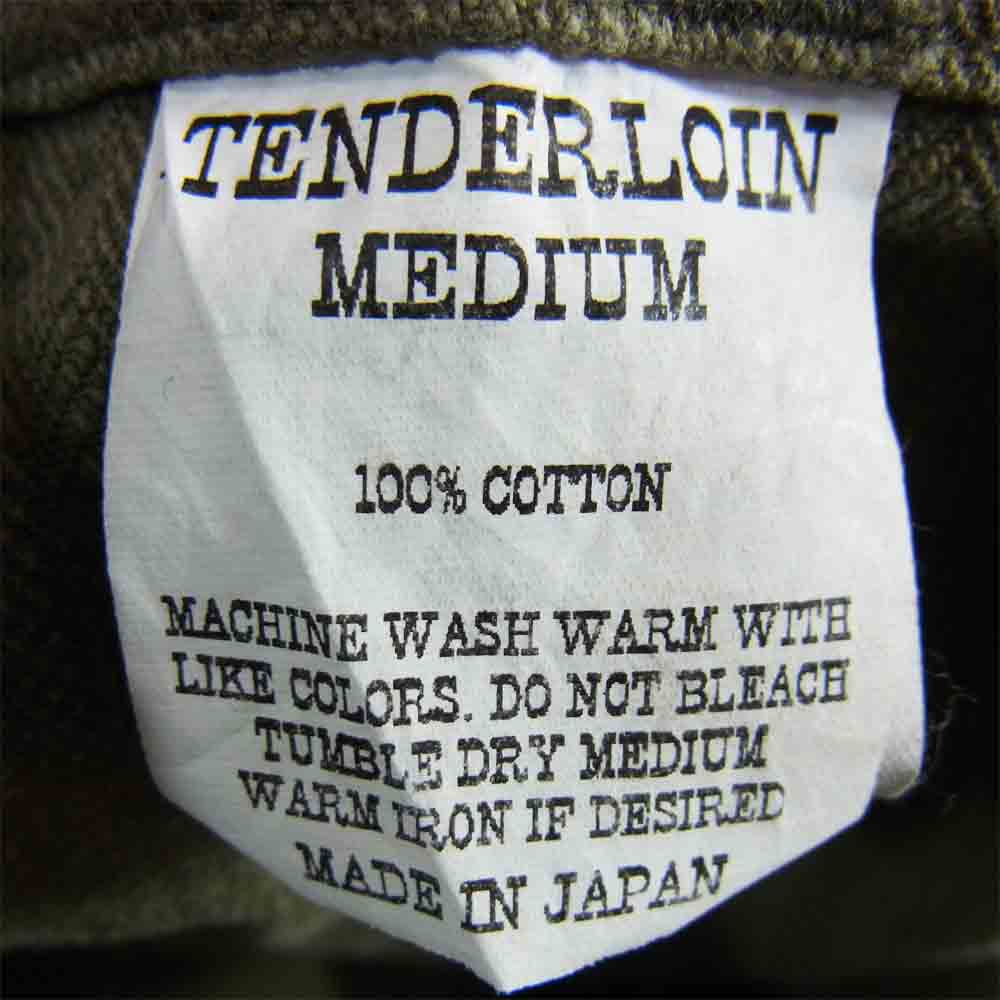 TENDERLOIN
MEDIUM
100% COTTON
MACHINE WASH WARM WITH
LIKE COLORS. DO NOT BLEACH
TUMBLE DRY MEDIUM
WARM IRON IF DESIRED
MADE IN JAPAN